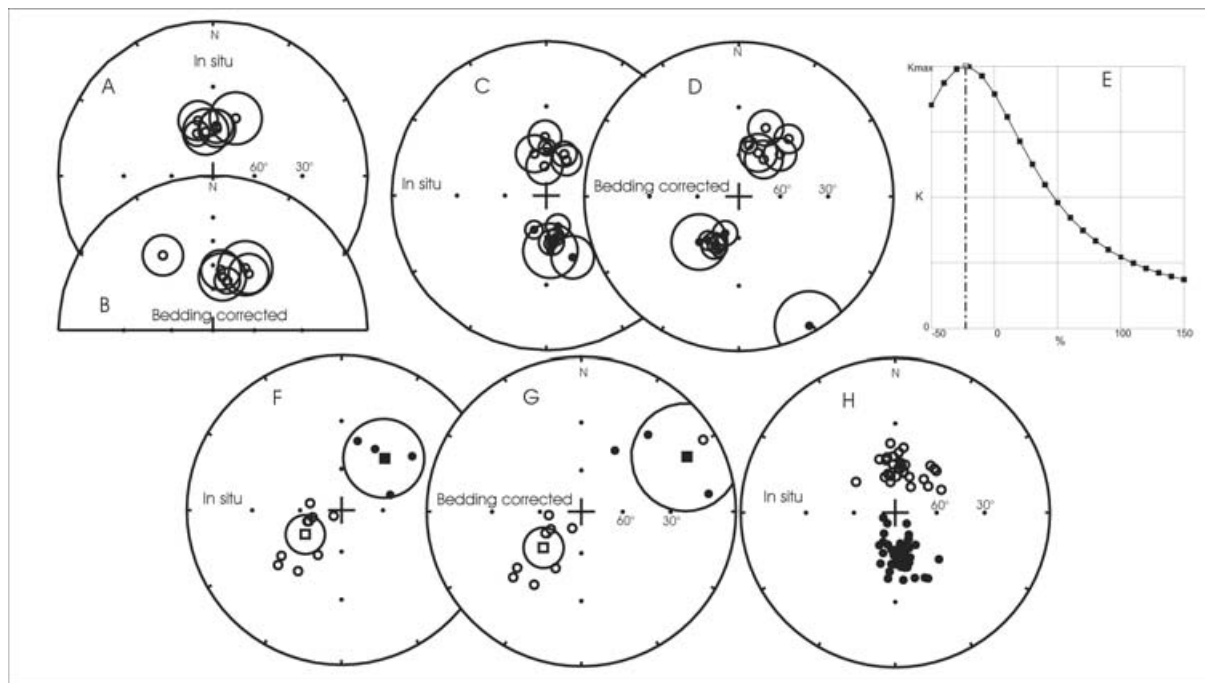 N
In situ
A
60° 30°
N
B
Bedding corrected
C
In situ
N
D
60° 30°
Bedding corrected
Kmax
E
K
0
-50 0 100 150
%
N
F
In situ
N
G
60° 30°
Bedding corrected
N
H
60° 30°
In situ